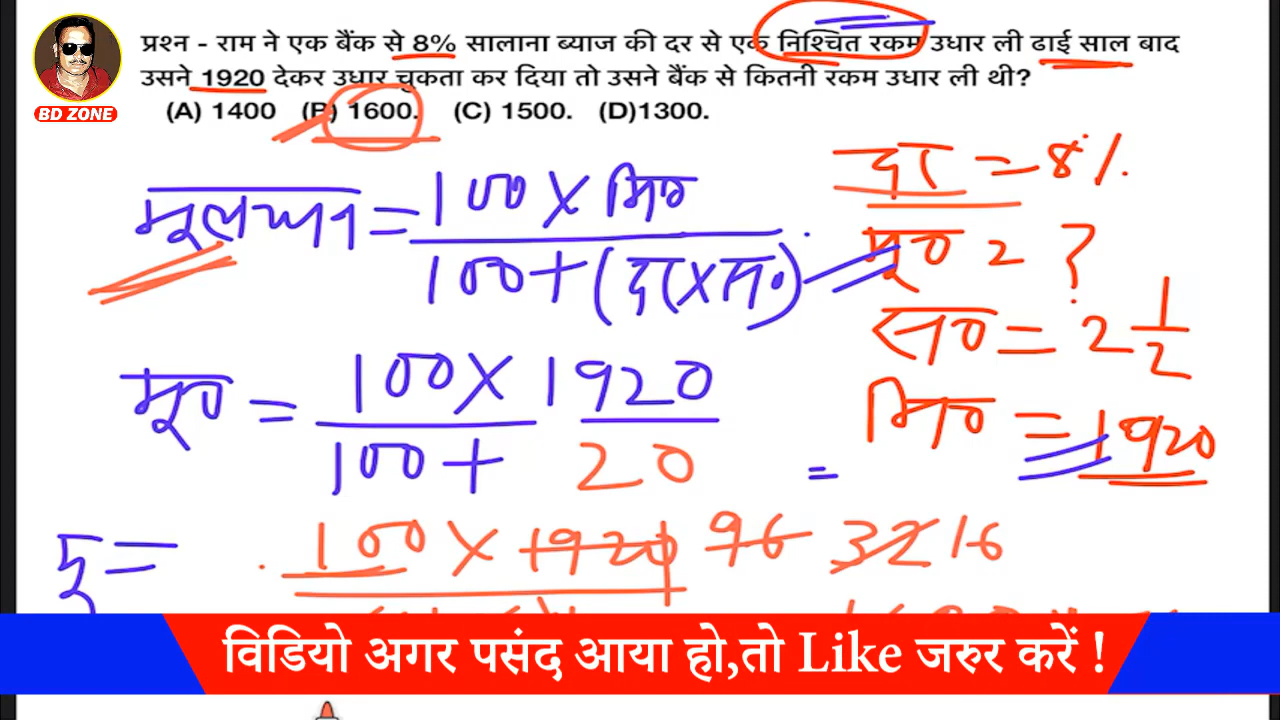 प्रश्न - राम ने एक बैंक से 8% सालाना ब्याज की दर से एक निश्चित रकम उधार ली ढाई साल बाद
उसने 1920 देकर उधार चुकता कर दिया तो उसने बैंक से कितनी रकम उधार ली थी?
(A) 1400 (B) 1600. (C) 1500. (D)1300.
BD ZONE
मूलधन = 100 × मि०
100 + (दर × स०)
दर = 8%
मू० = ?
स० = 2 1/2
मि० = 1920
मू० = 100 × 1920
100 + 20
=
100 × 1920 96 32 16
विडियो अगर पसंद आया हो,तो Like जरुर करें !